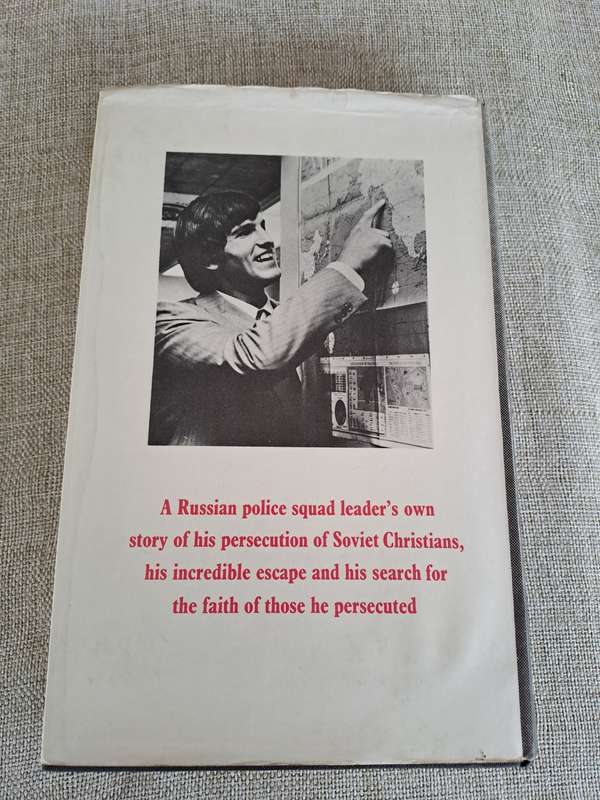 A Russian police squad leader's own
story of his persecution of Soviet Christians,
his incredible escape and his search for
the faith of those he persecuted